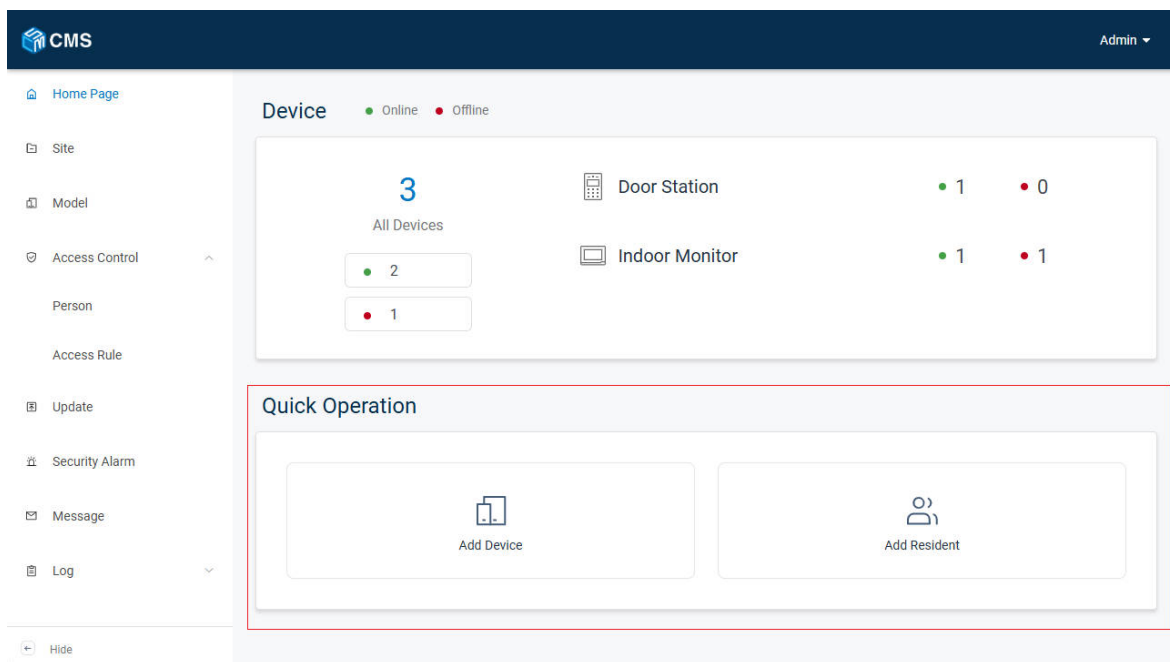 CMS
Admin
Home Page
Site
Model
Access Control
Person
Access Rule
Update
Security Alarm
Message
Log
Hide
Device Online Offline
3
All Devices
2
1
Door Station 1 0
Indoor Monitor 1 1
Quick Operation
Add Device
Add Resident